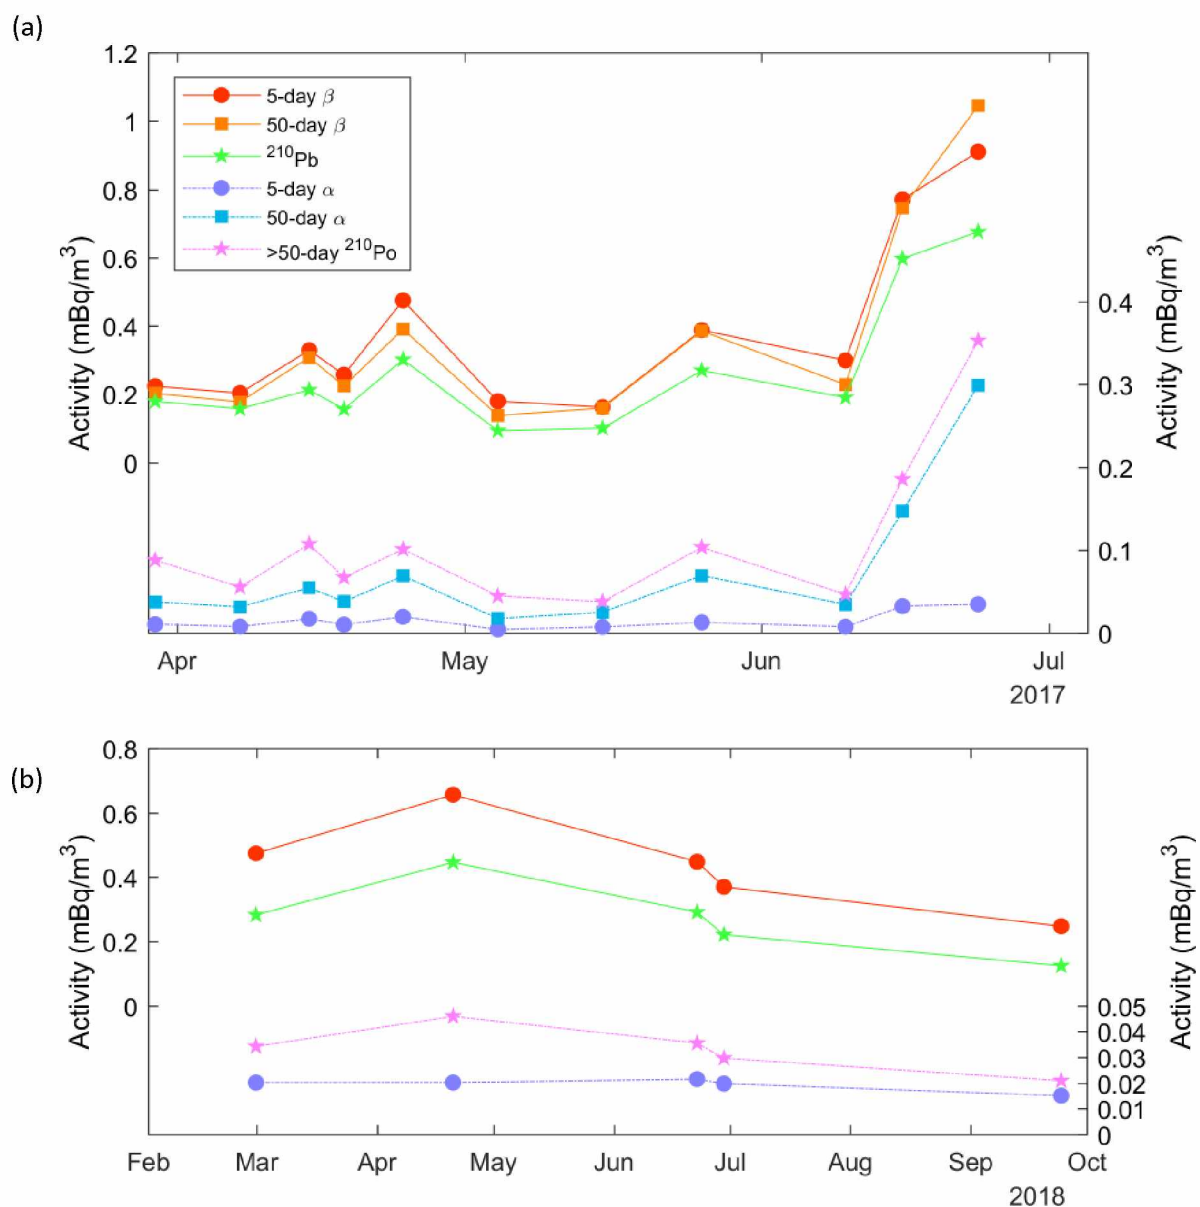 (a)
1.2
1
0.8
0.6
0.4
0.2
0
Activity (mBq/m³)
5-day β
50-day β
²¹⁰Pb
5-day α
50-day α
>50-day ²¹⁰Po
0.4
0.3
0.2
0.1
0
Activity (mBq/m³)
Apr May Jun Jul
2017
(b)
0.8
0.6
0.4
0.2
0
Activity (mBq/m³)
0.05
0.04
0.03
0.02
0.01
0
Activity (mBq/m³)
Feb Mar Apr May Jun Jul Aug Sep Oct
2018